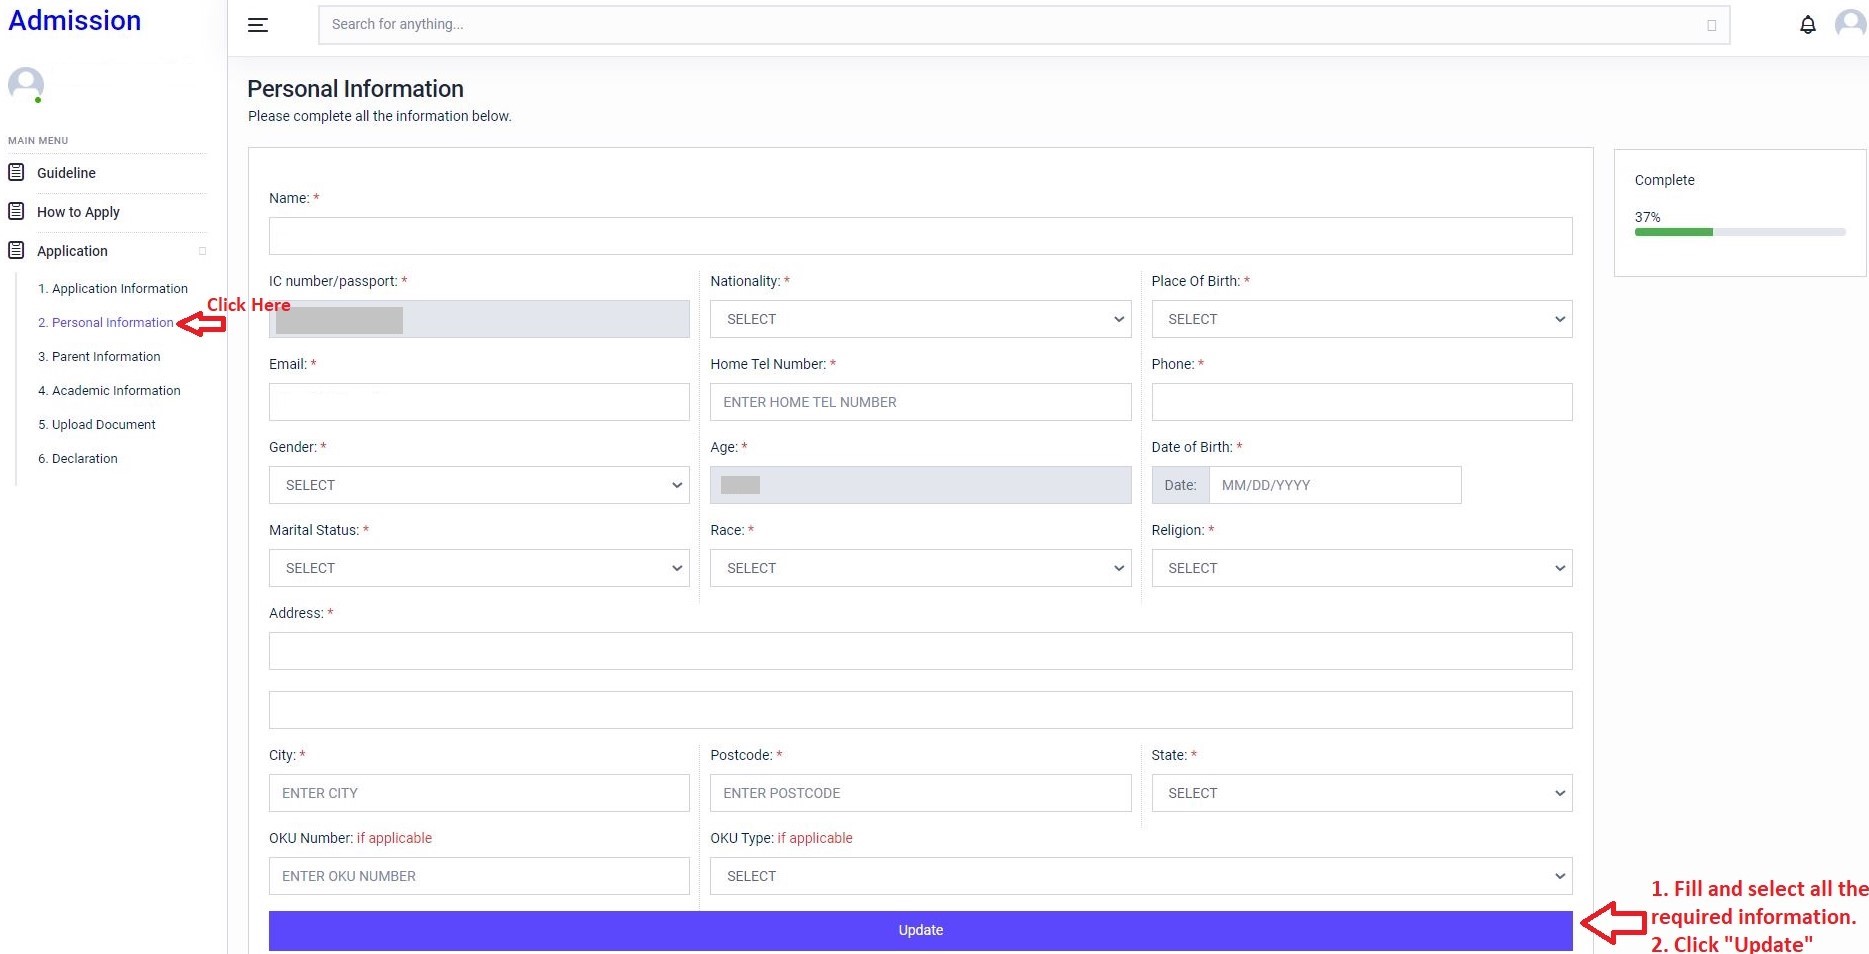 Admission
Search for anything...
MAIN MENU
Guideline
How to Apply
Application
1. Application Information
2. Personal Information
3. Parent Information
4. Academic Information
5. Upload Document
6. Declaration
Click Here
Personal Information
Please complete all the information below.
Name: *
IC number/passport: * Nationality: * Place Of Birth: *
SELECT SELECT
Email: * Home Tel Number: * Phone: *
ENTER HOME TEL NUMBER
Gender: * Age: * Date of Birth: *
SELECT Date: MM/DD/YYYY
Marital Status: * Race: * Religion: *
SELECT SELECT SELECT
Address: *
City: * Postcode: * State: *
ENTER CITY ENTER POSTCODE SELECT
OKU Number: if applicable OKU Type: if applicable
ENTER OKU NUMBER SELECT
Update
Complete
37%
1. Fill and select all the
required information.
2. Click "Update"